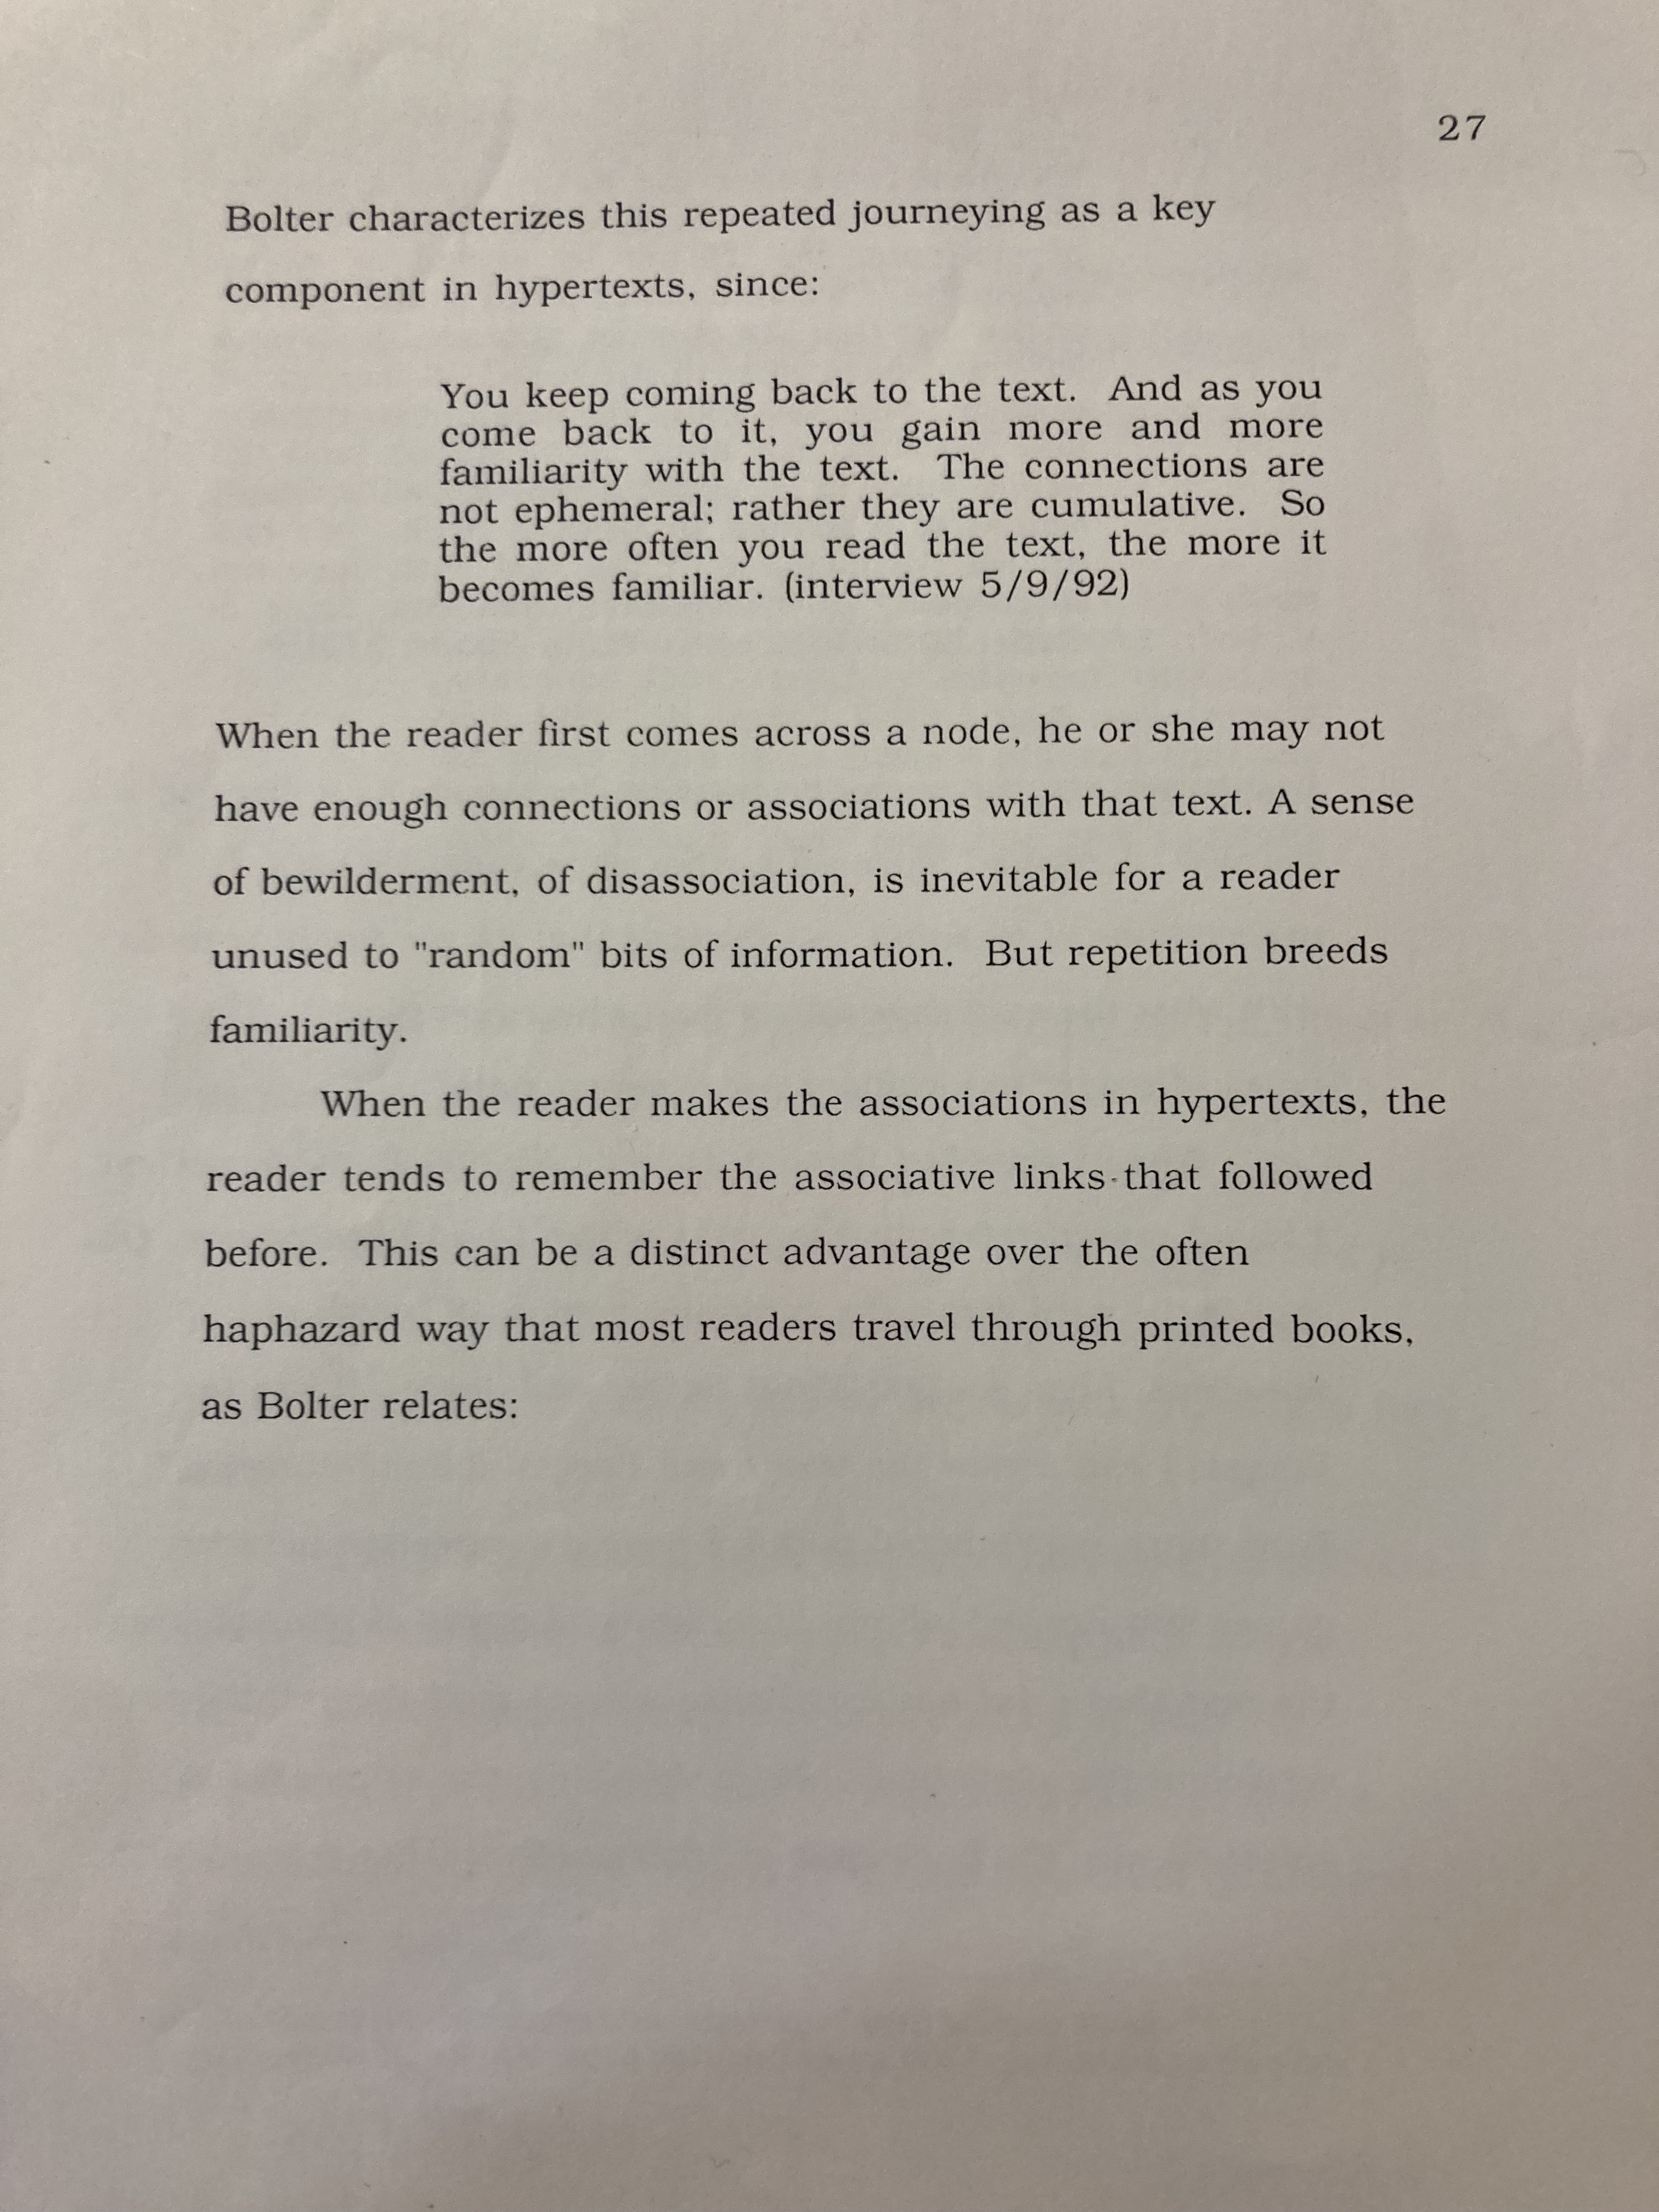 27
Bolter characterizes this repeated journeying as a key
component in hypertexts, since:
You keep coming back to the text. And as you
come back to it, you gain more and more
familiarity with the text. The connections are
not ephemeral; rather they are cumulative. So
the more often you read the text, the more it
becomes familiar. (interview 5/9/92)
When the reader first comes across a node, he or she may not
have enough connections or associations with that text. A sense
of bewilderment, of disassociation, is inevitable for a reader
unused to "random" bits of information. But repetition breeds
familiarity.
When the reader makes the associations in hypertexts, the
reader tends to remember the associative links that followed
before. This can be a distinct advantage over the often
haphazard way that most readers travel through printed books,
as Bolter relates: